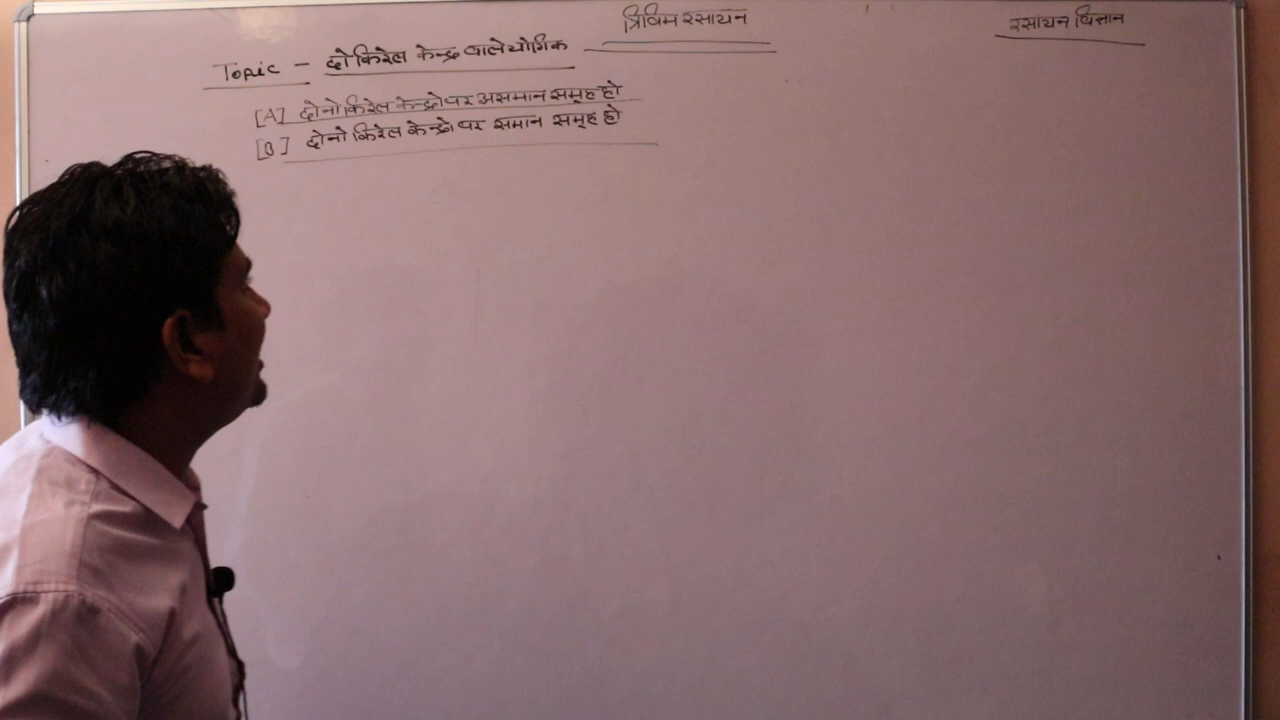 त्रिविम रसायन
रसायन विज्ञान
Topic - दो किरेल केन्द्र वाले योगिक
[A] दोनो किरेल केन्द्रो पर असमान समूह हो
[B] दोनो किरेल केन्द्रो पर समान समूह हो